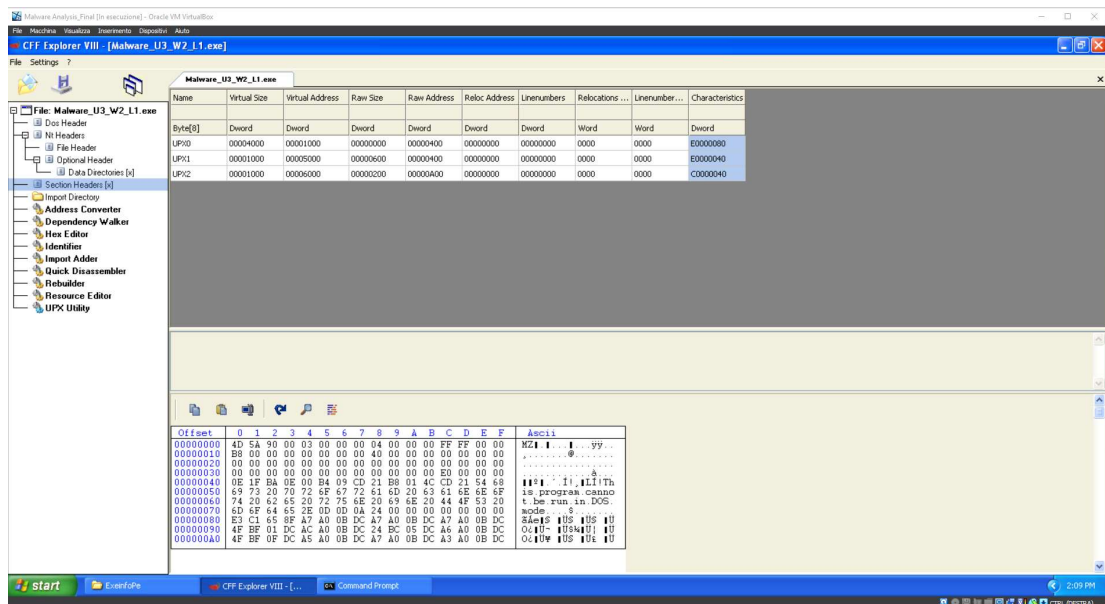 Malware Analysis_Final [In esecuzione] - Oracle VM VirtualBox
File Macchina Visualizza Inserimento Dispositivi Aiuto
CFF Explorer VIII - [Malware_U3_W2_L1.exe]
File Settings ?
Malware_U3_W2_L1.exe
File: Malware_U3_W2_L1.exe
Dos Header
Nt Headers
File Header
Optional Header
Data Directories [x]
Section Headers [x]
Import Directory
Address Converter
Dependency Walker
Hex Editor
Identifier
Import Adder
Quick Disassembler
Rebuilder
Resource Editor
UPX Utility
Name Virtual Size Virtual Address Raw Size Raw Address Reloc Address Linenumbers Relocations ... Linenumber... Characteristics
Byte[8] Dword Dword Dword Dword Dword Dword Word Word Dword
UPX0 00004000 00001000 00000000 00000400 00000000 00000000 0000 0000 E0000080
UPX1 00001000 00005000 00000600 00000400 00000000 00000000 0000 0000 E0000040
UPX2 00001000 00006000 00000200 00000A00 00000000 00000000 0000 0000 C0000040
Offset 0 1 2 3 4 5 6 7 8 9 A B C D E F Ascii
00000000 4D 5A 90 00 03 00 00 00 04 00 00 00 FF FF 00 00 MZ
00000010 B8 00 00 00 00 00 00 00 40 00 00 00 00 00 00 00 ¸.......@.......
00000020 00 00 00 00 00 00 00 00 00 00 00 00 00 00 00 00 ................
00000030 00 00 00 00 00 00 00 00 00 00 00 00 E0 00 00 00 ............à...
00000040 0E 1F BA 0E 00 B4 09 CD 21 B8 01 4C CD 21 54 68
00000050 69 73 20 70 72 6F 67 72 61 6D 20 63 61 6E 6E 6F is.program.canno
00000060 74 20 62 65 20 72 75 6E 20 69 6E 20 44 4F 53 20 t.be.run.in.DOS.
00000070 6D 6F 64 65 2E 0D 0D 0A 24 00 00 00 00 00 00 00 mode....$.......
00000080 E3 C1 65 8F A7 A0 0B DC A7 A0 0B DC A7 A0 0B DC
00000090 4F BF 01 DC AC A0 0B DC 24 BC 05 DC A6 A0 0B DC
000000A0 4F BF 0F DC A5 A0 0B DC A7 A0 0B DC A3 A0 0B DC
start ExeinfoPe CFF Explorer VIII - [... Command Prompt 2:09 PM
CTRL (DESTRA)